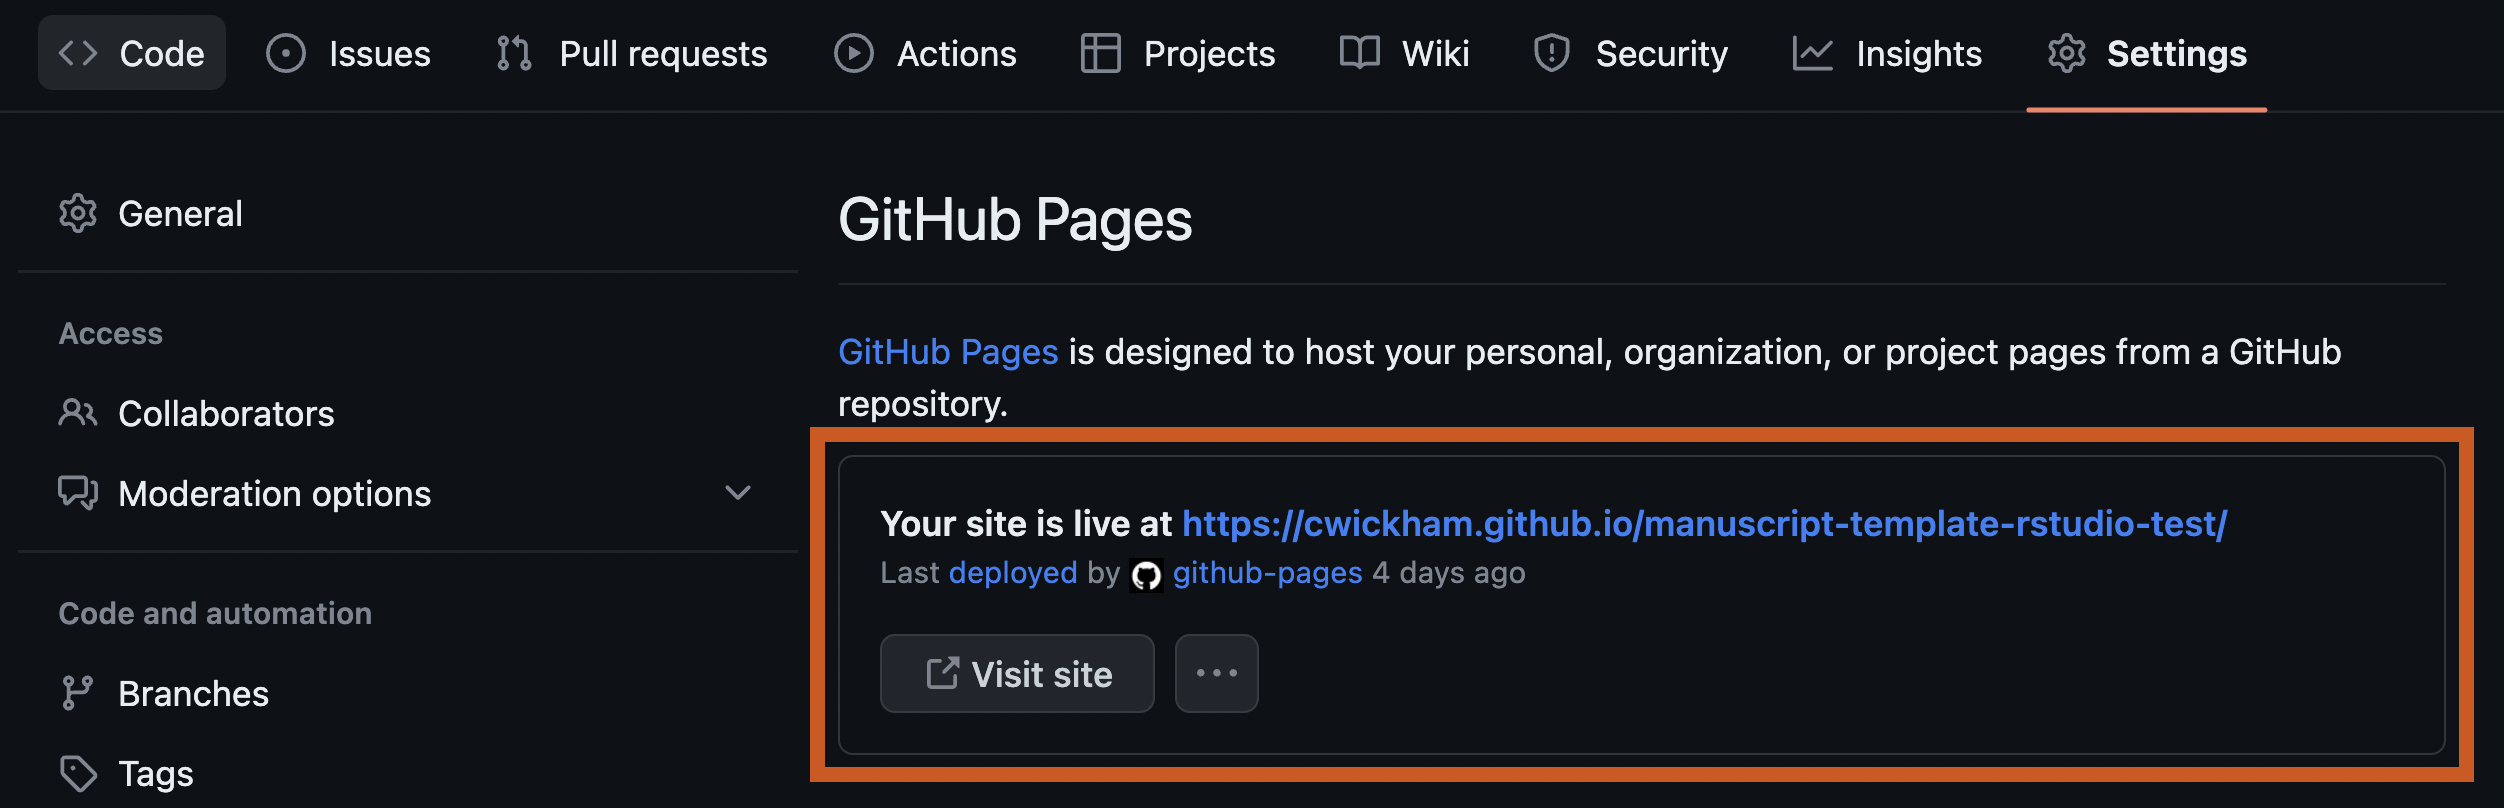 Code Issues Pull requests Actions Projects Wiki Security Insights Settings
General
Access
Collaborators
Moderation options
Code and automation
Branches
Tags
GitHub Pages
GitHub Pages is designed to host your personal, organization, or project pages from a GitHub
repository.
Your site is live at https://cwickham.github.io/manuscript-template-rstudio-test/
Last deployed by github-pages 4 days ago
Visit site